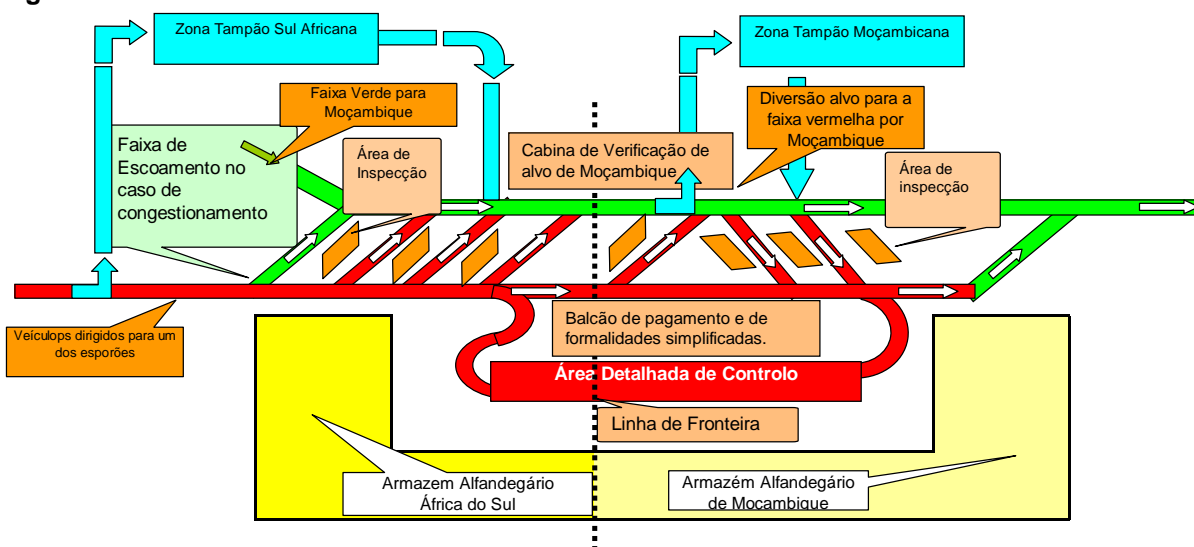 Zona Tampão Sul Africana
Zona Tampão Moçambicana
Faixa Verde para
Moçambique
Diversão alvo para a
faixa vermelha por
Moçambique
Faixa de
Escoamento no
caso de
congestionamento
Área de
Inspecção
Cabina de Verificação de
alvo de Moçambique
Área de
inspecção
Veículops dirigidos para um
dos esporões
Balcão de pagamento e de
formalidades simplificadas.
Área Detalhada de Controlo
Linha de Fronteira
Armazem Alfandegário
África do Sul
Armazém Alfandegário
de Moçambique